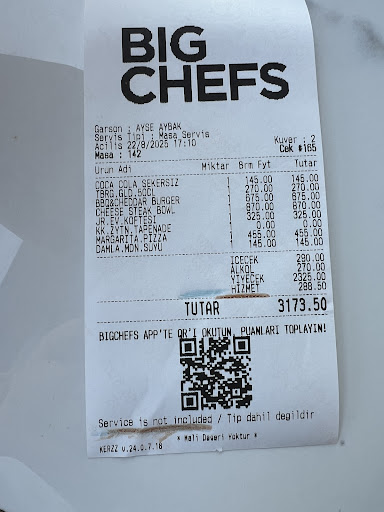 BIG
CHEFS
Garson : AYSE AYBAK
Servis Tipi : Masa Servis
Acilis 22/8/2025 17:10 Kuver : 2
Masa : 142 Cek #165
Urun Adi Miktar Brm Fyt Tutar
COCA COLA SEKERSIZ 1 145.00 145.00
TBRG.GLD.50CL 1 270.00 270.00
BBQ&CHEDDAR BURGER 1 675.00 675.00
CHEESE STEAK BOWL 1 870.00 870.00
JR.EV.KOFTESI 1 325.00 325.00
KK.ZYTN.TAPENADE 1 0.00 0.00
MARGARITA.PIZZA 1 455.00 455.00
DAMLA.MDN.SUYU 1 145.00 145.00
ICECEK 290.00
ALKOL 270.00
YIYECEK 2325.00
HIZMET 288.50
TUTAR 3173.50
BIGCHEFS APP'TE QR'I OKUTUN, PUANLARI TOPLAYIN!
Service is not included / Tip dahil degildir
* Mali Degeri Yoktur *
KERZZ v.24.0.7.16